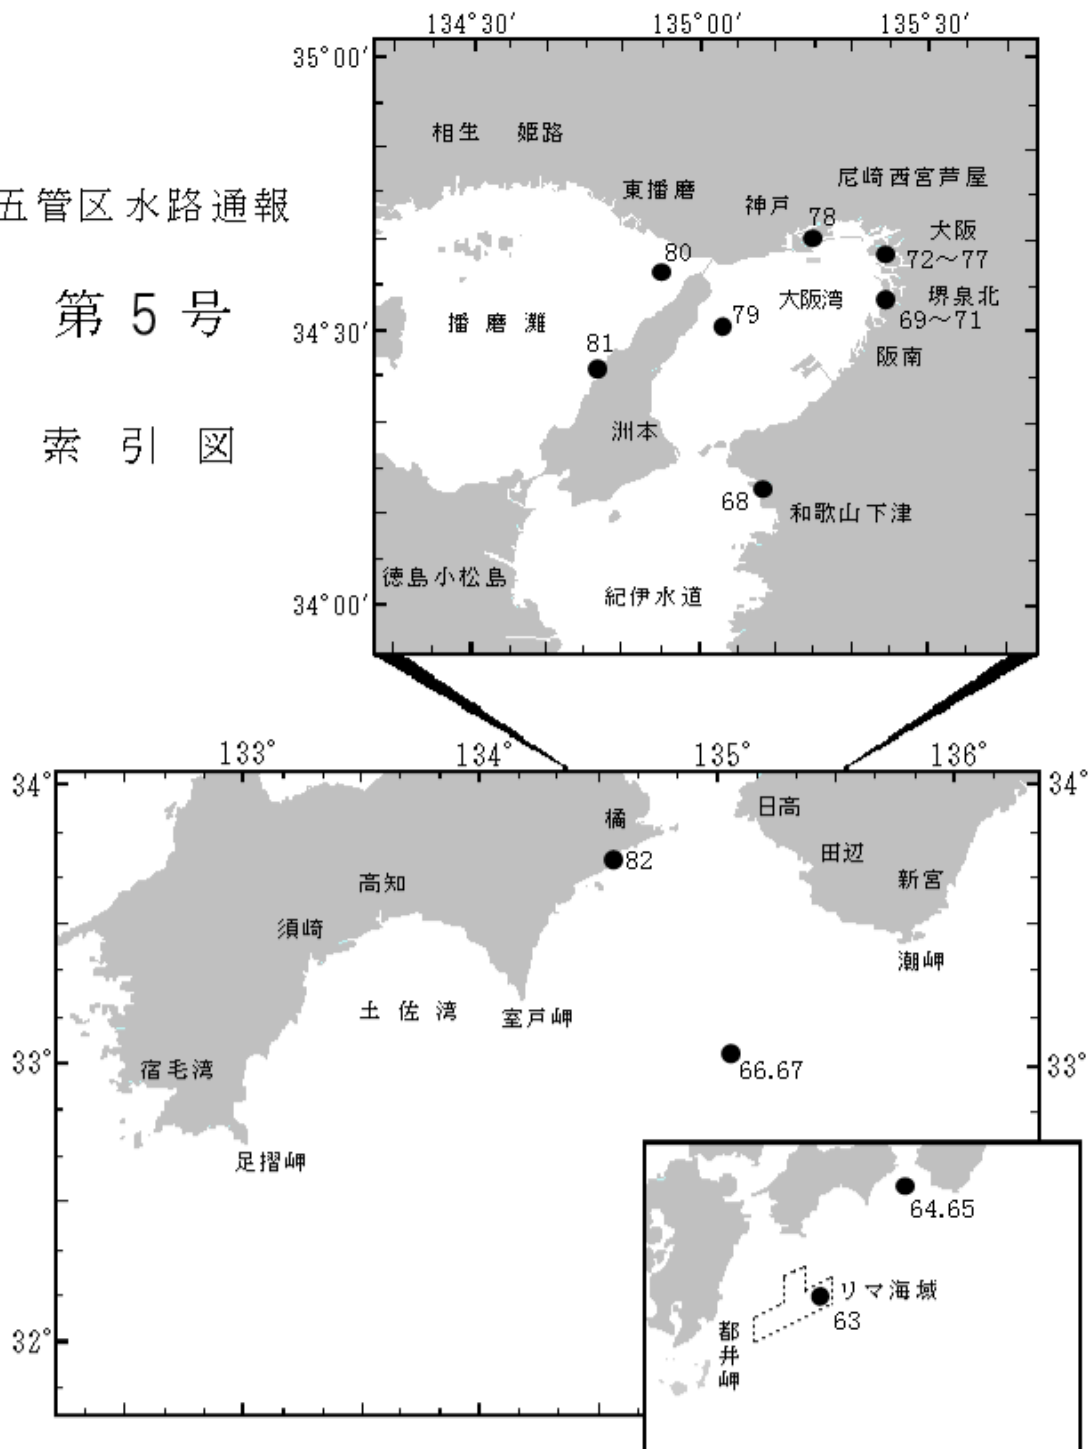 134°30′ 135°00′ 135°30′
35°00′
相生 姫路
尼崎西宮芦屋
東播磨
五管区水路通報
神戸
78
大阪
80
72～77
第 5 号
大阪湾
堺泉北
播磨灘
79
69～71
34°30′
81
阪南
索引図
洲本
68
和歌山下津
徳島小松島
紀伊水道
34°00′
133° 134° 135° 136°
34° 34°
橘
日高
82
田辺
高知
新宮
須崎
潮岬
土佐湾
室戸岬
33° 33°
宿毛湾
66.67
足摺岬
64.65
リマ海域
63
都井岬
32°